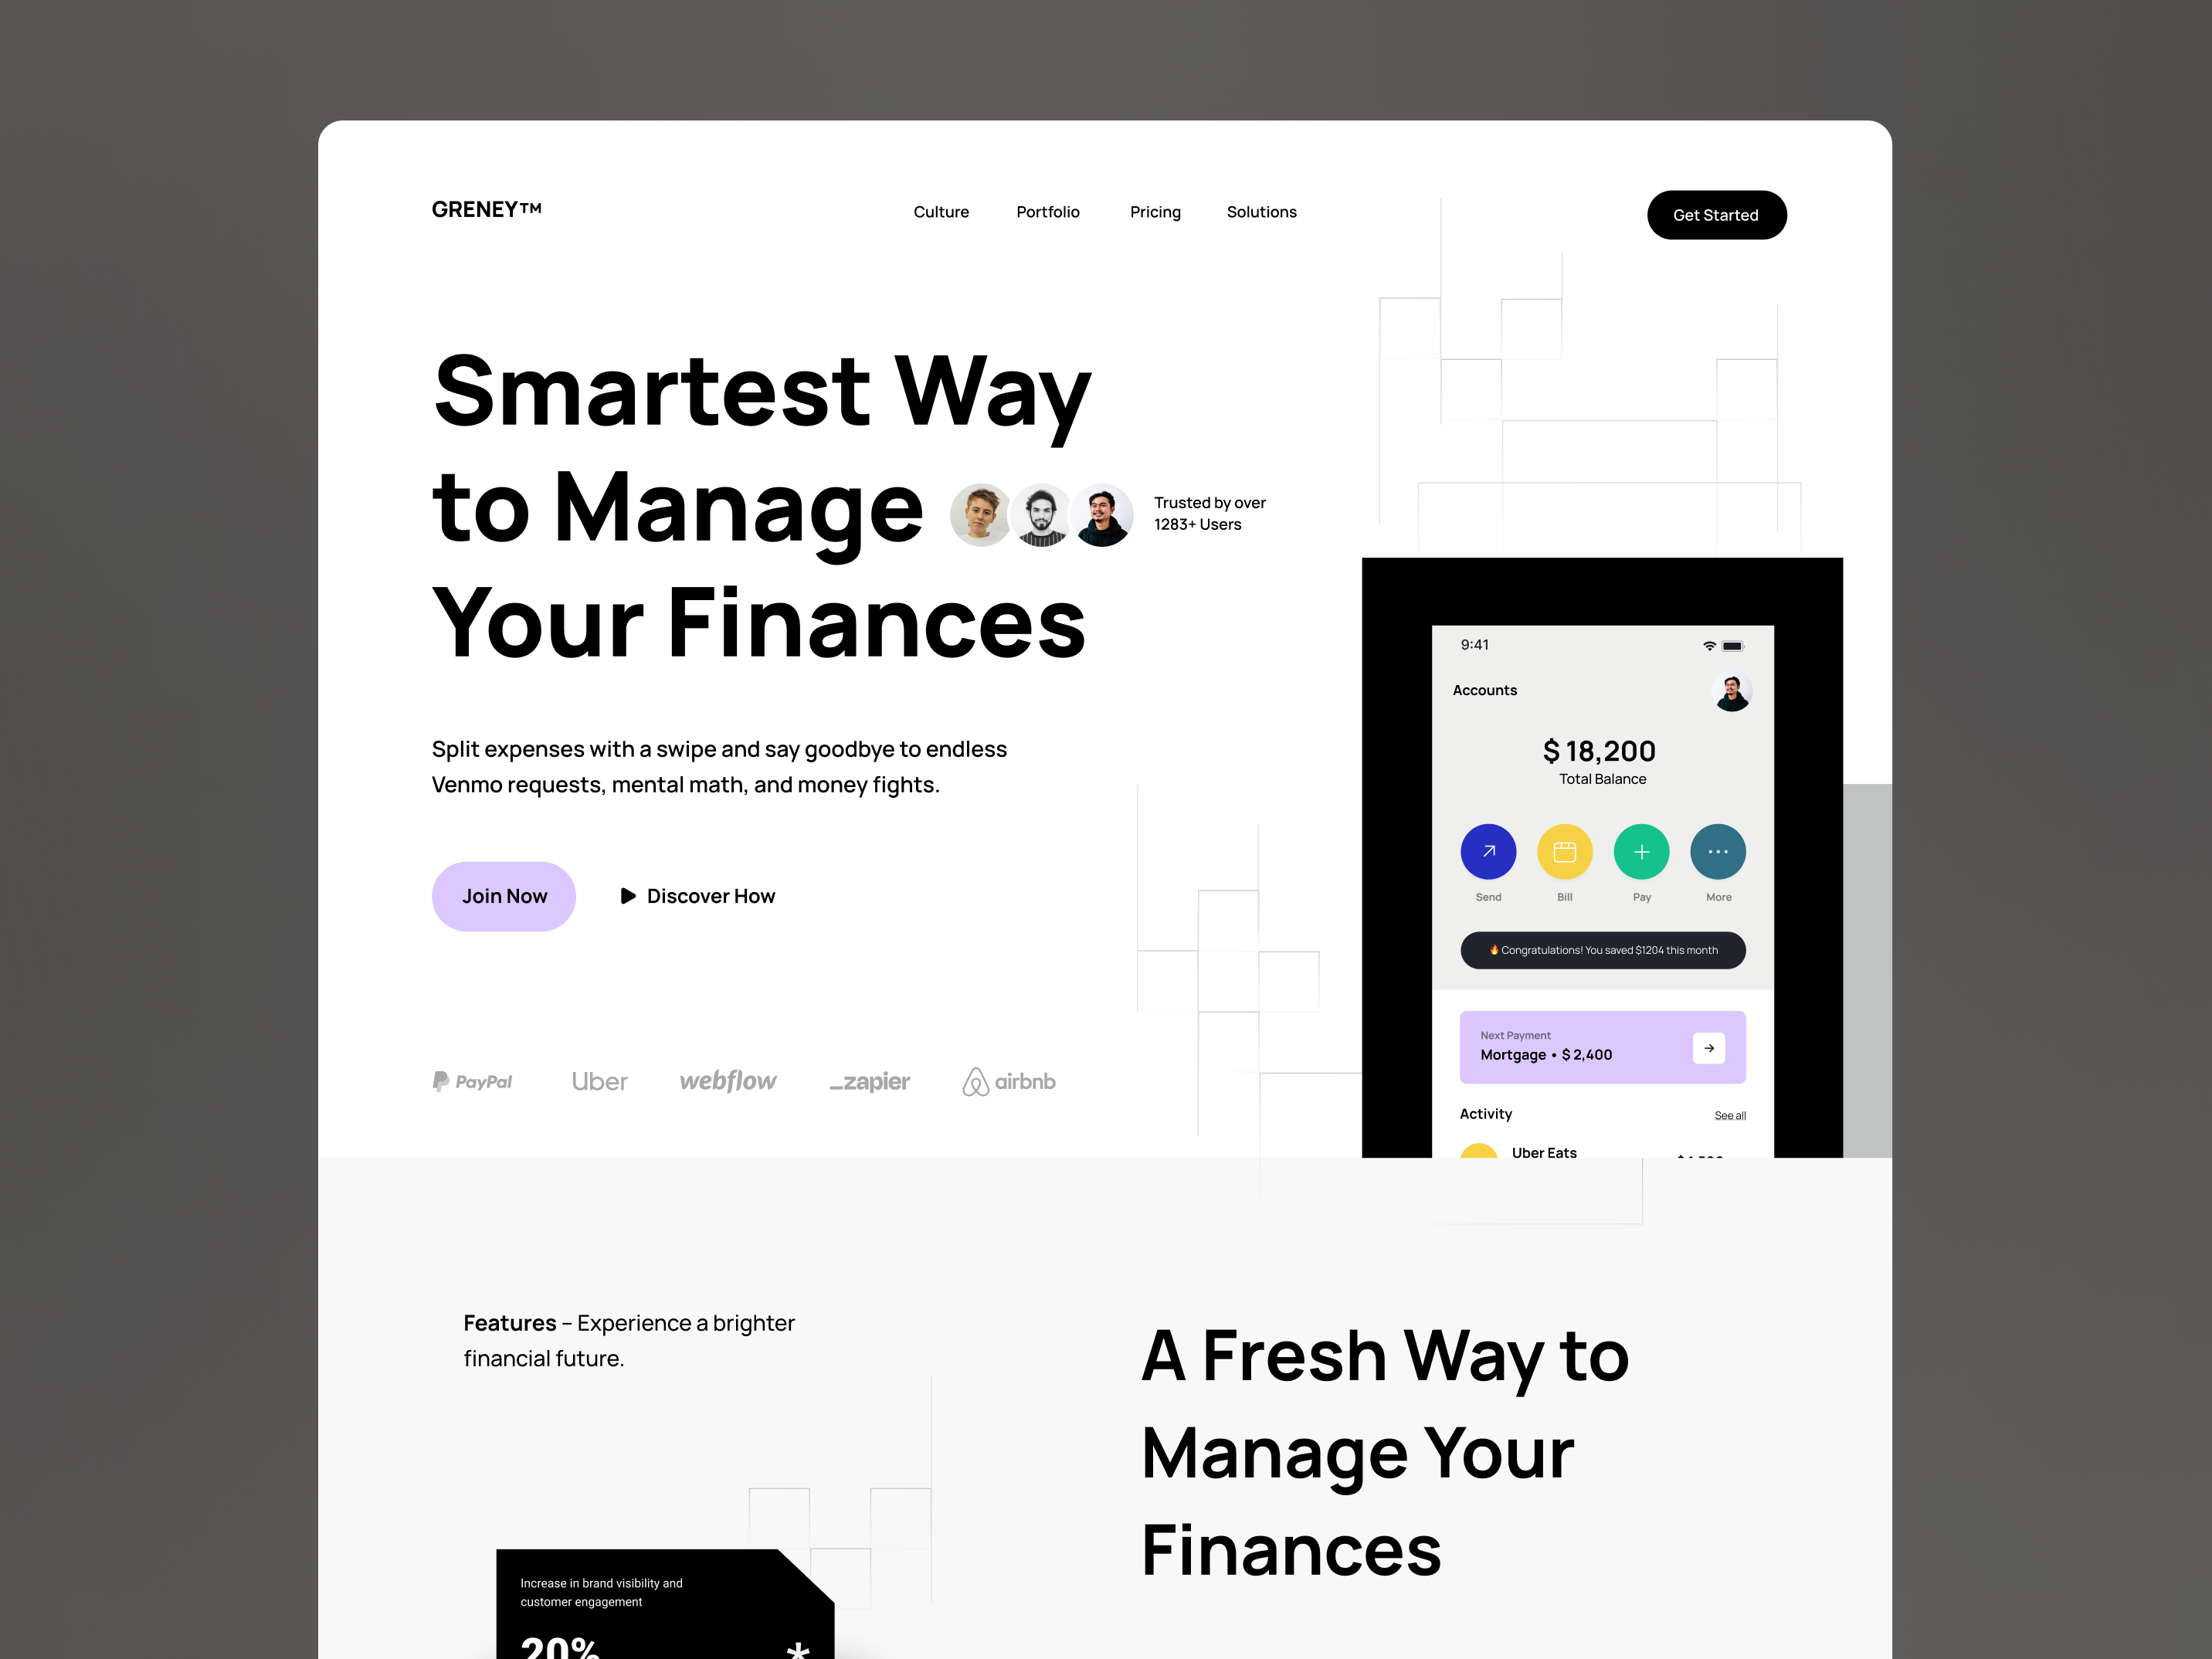 GRENEY™
Culture
Portfolio
Pricing
Solutions
Get Started
Smartest Way
to Manage
Your Finances
Trusted by over
1283+ Users
Split expenses with a swipe and say goodbye to endless
Venmo requests, mental math, and money fights.
Join Now
Discover How
PayPal
Uber
webflow
_zapier
airbnb
9:41
Accounts
$ 18,200
Total Balance
Send
Bill
Pay
More
🔥 Congratulations! You saved $1204 this month
Next Payment
Mortgage • $ 2,400
Activity
See all
Uber Eats
Features – Experience a brighter
financial future.
A Fresh Way to
Manage Your
Finances
Increase in brand visibility and
customer engagement
20%
*